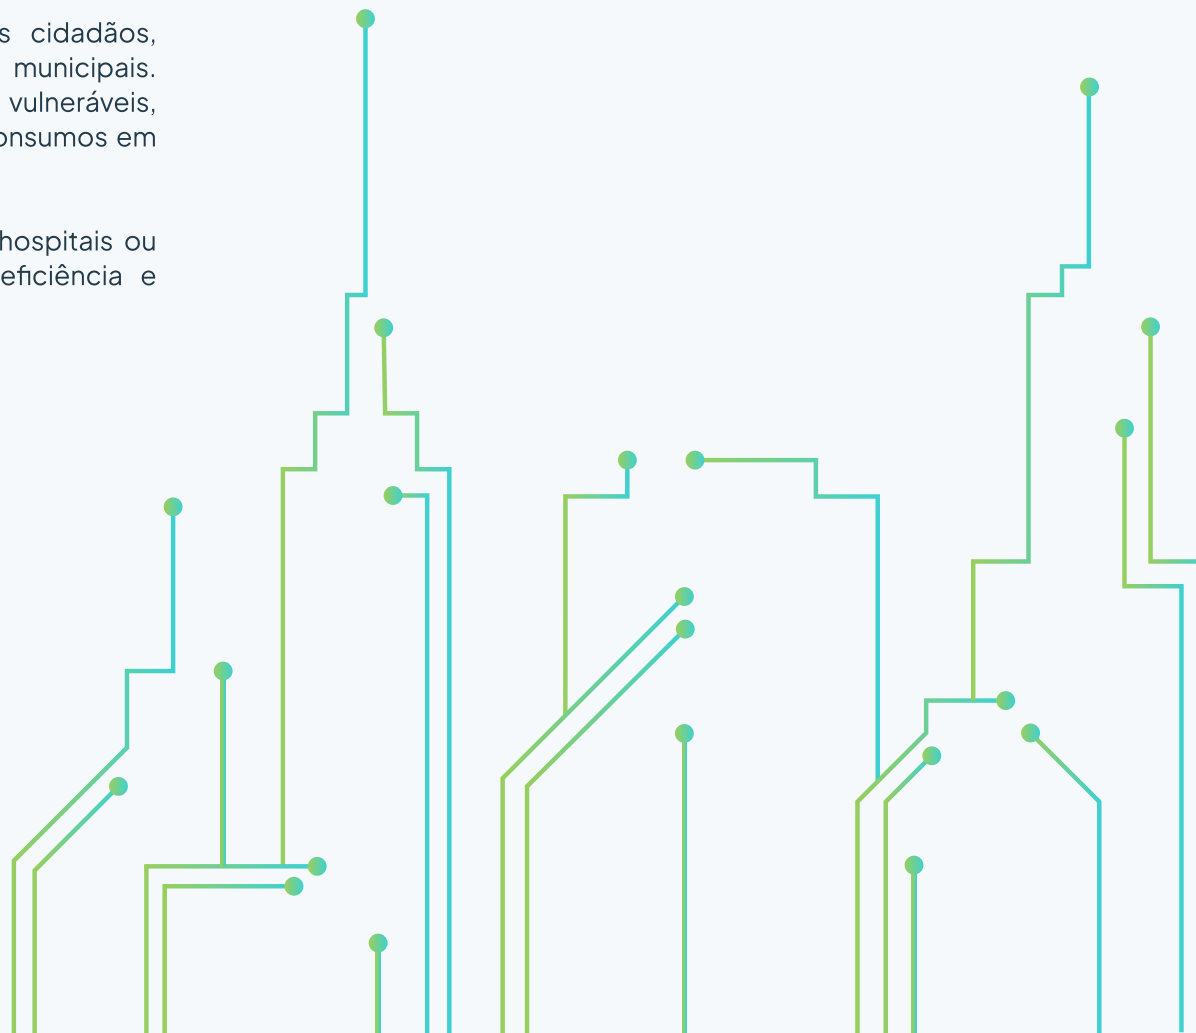 s cidadãos,
municipais.
vulneráveis,
onsumos em
hospitais ou
eficiência e